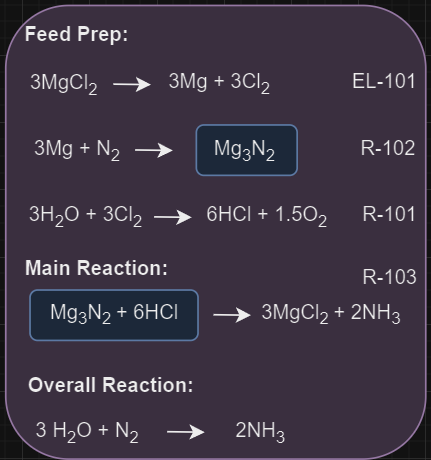 Feed Prep:
3MgCl₂ → 3Mg + 3Cl₂ EL-101
3Mg + N₂ → Mg₃N₂ R-102
3H₂O + 3Cl₂ → 6HCl + 1.5O₂ R-101
Main Reaction:
R-103
Mg₃N₂ + 6HCl → 3MgCl₂ + 2NH₃
Overall Reaction:
3 H₂O + N₂ → 2NH₃